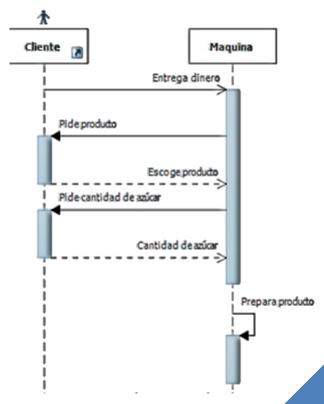 Cliente
Maquina
Entrega dinero
Pide producto
Escoge producto
Pide cantidad de azúcar
Cantidad de azúcar
Prepara producto